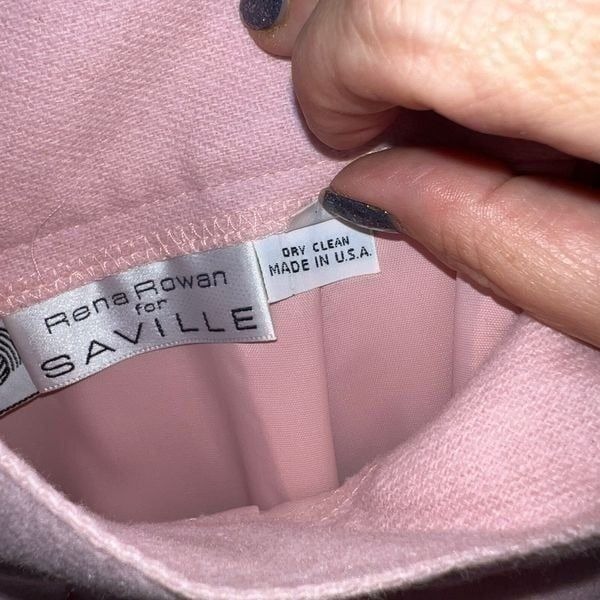 Rena Rowan
for
SAVILLE
DRY CLEAN
MADE IN U.S.A.